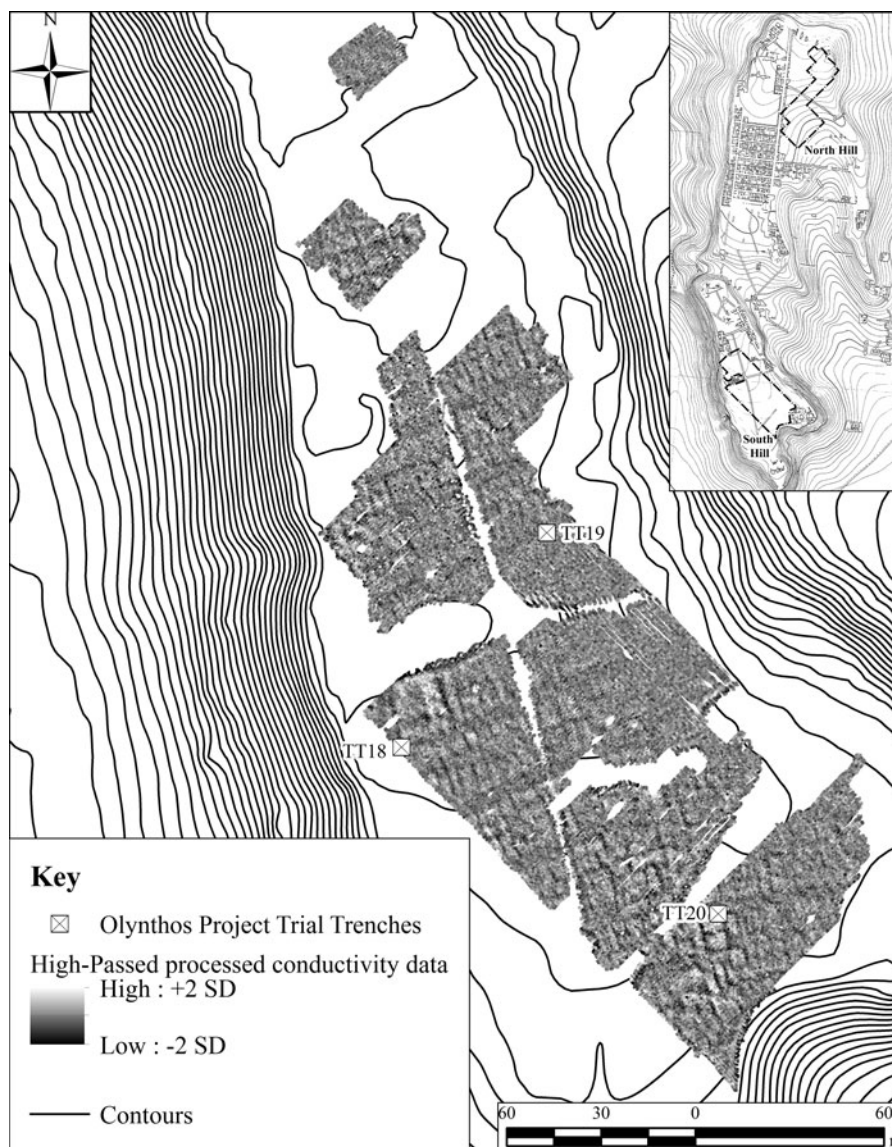 N
North Hill
South
Hill
TT19
TT18
TT20
Key
Olynthos Project Trial Trenches
High-Passed processed conductivity data
High : +2 SD
Low : -2 SD
Contours
60 30 0 60